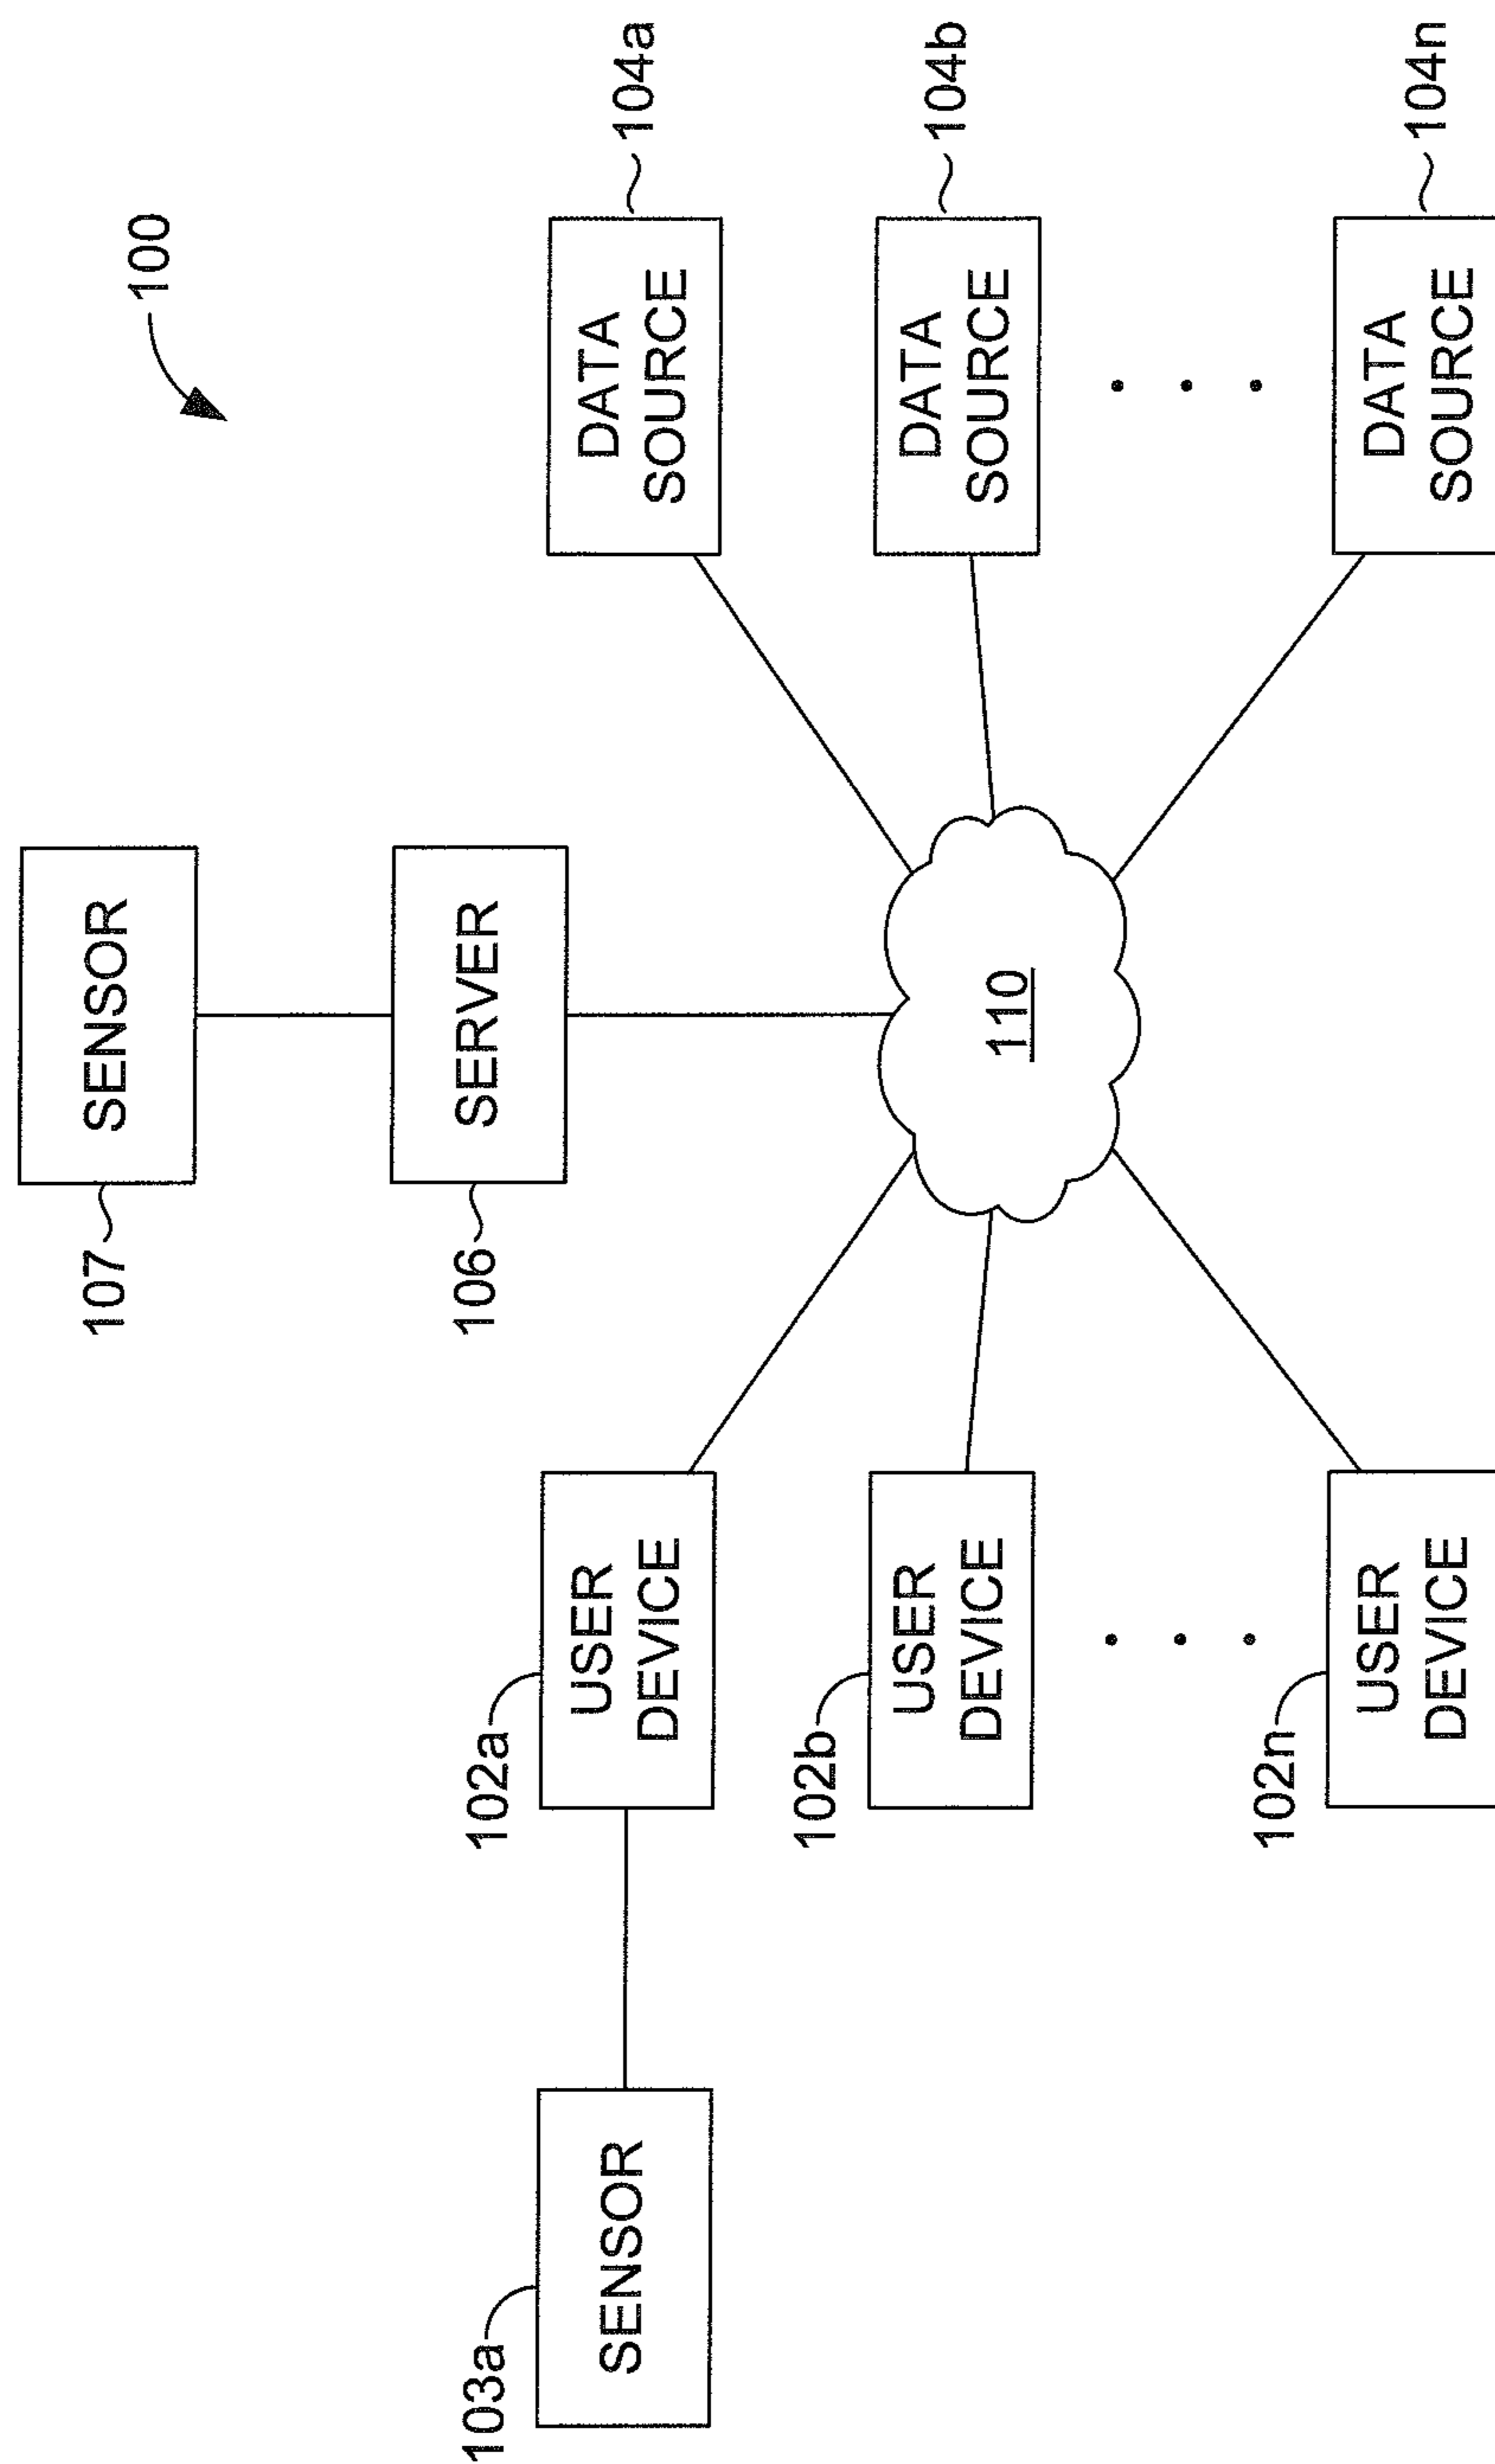 100
SENSOR
107
SERVER
106
DATA
SOURCE
104a
DATA
SOURCE
104b
DATA
SOURCE
104n
110
102a
USER
DEVICE
102b
USER
DEVICE
102n
USER
DEVICE
103a
SENSOR